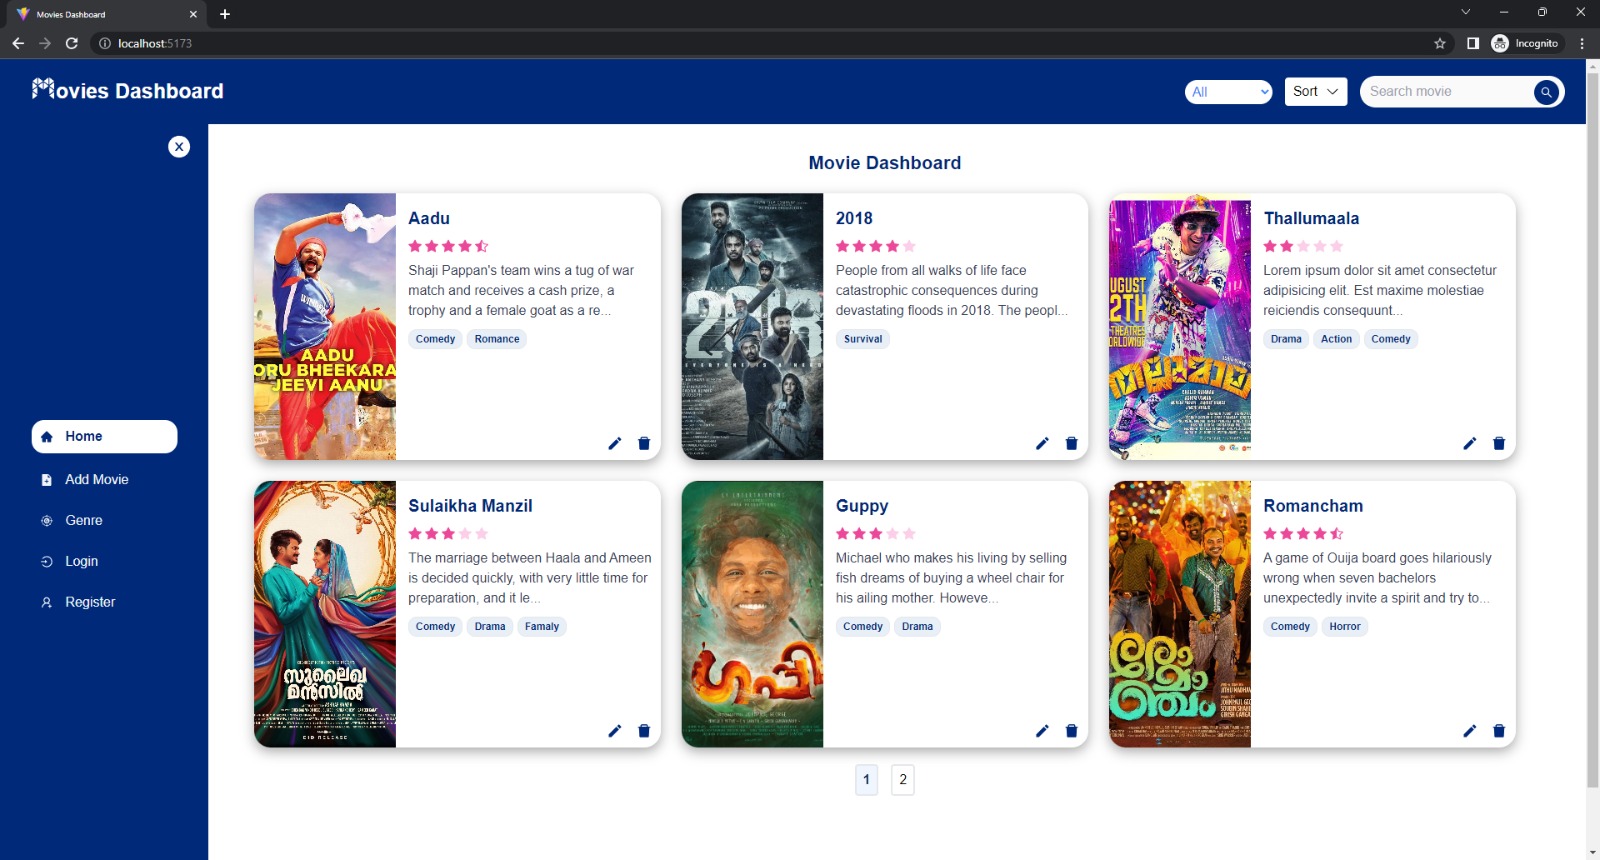 Movies Dashboard
localhost:5173
Incognito
Movies Dashboard
All
Sort
Search movie
X
Home
Add Movie
Genre
Login
Register
Movie Dashboard
AADU
ORU BHEEKARA
JEEVI AANU
Aadu
Shaji Pappan's team wins a tug of war
match and receives a cash prize, a
trophy and a female goat as a re...
Comedy Romance
2018
EVERYONE IS A HERO
2018
People from all walks of life face
catastrophic consequences during
devastating floods in 2018. The peopl...
Survival
UGUST
2TH
THEATRES
ORLDWIDE
തല്ലുമാല
Thallumaala
Lorem ipsum dolor sit amet consectetur
adipisicing elit. Est maxime molestiae
reiciendis consequunt...
Drama Action Comedy
സുലൈഖ
മൻസിൽ
Sulaikha Manzil
The marriage between Haala and Ameen
is decided quickly, with very little time for
preparation, and it le...
Comedy Drama Famaly
ഗപ്പി
Guppy
Michael who makes his living by selling
fish dreams of buying a wheel chair for
his ailing mother. Howeve...
Comedy Drama
രോമാഞ്ചം
Romancham
A game of Ouija board goes hilariously
wrong when seven bachelors
unexpectedly invite a spirit and try to...
Comedy Horror
1 2